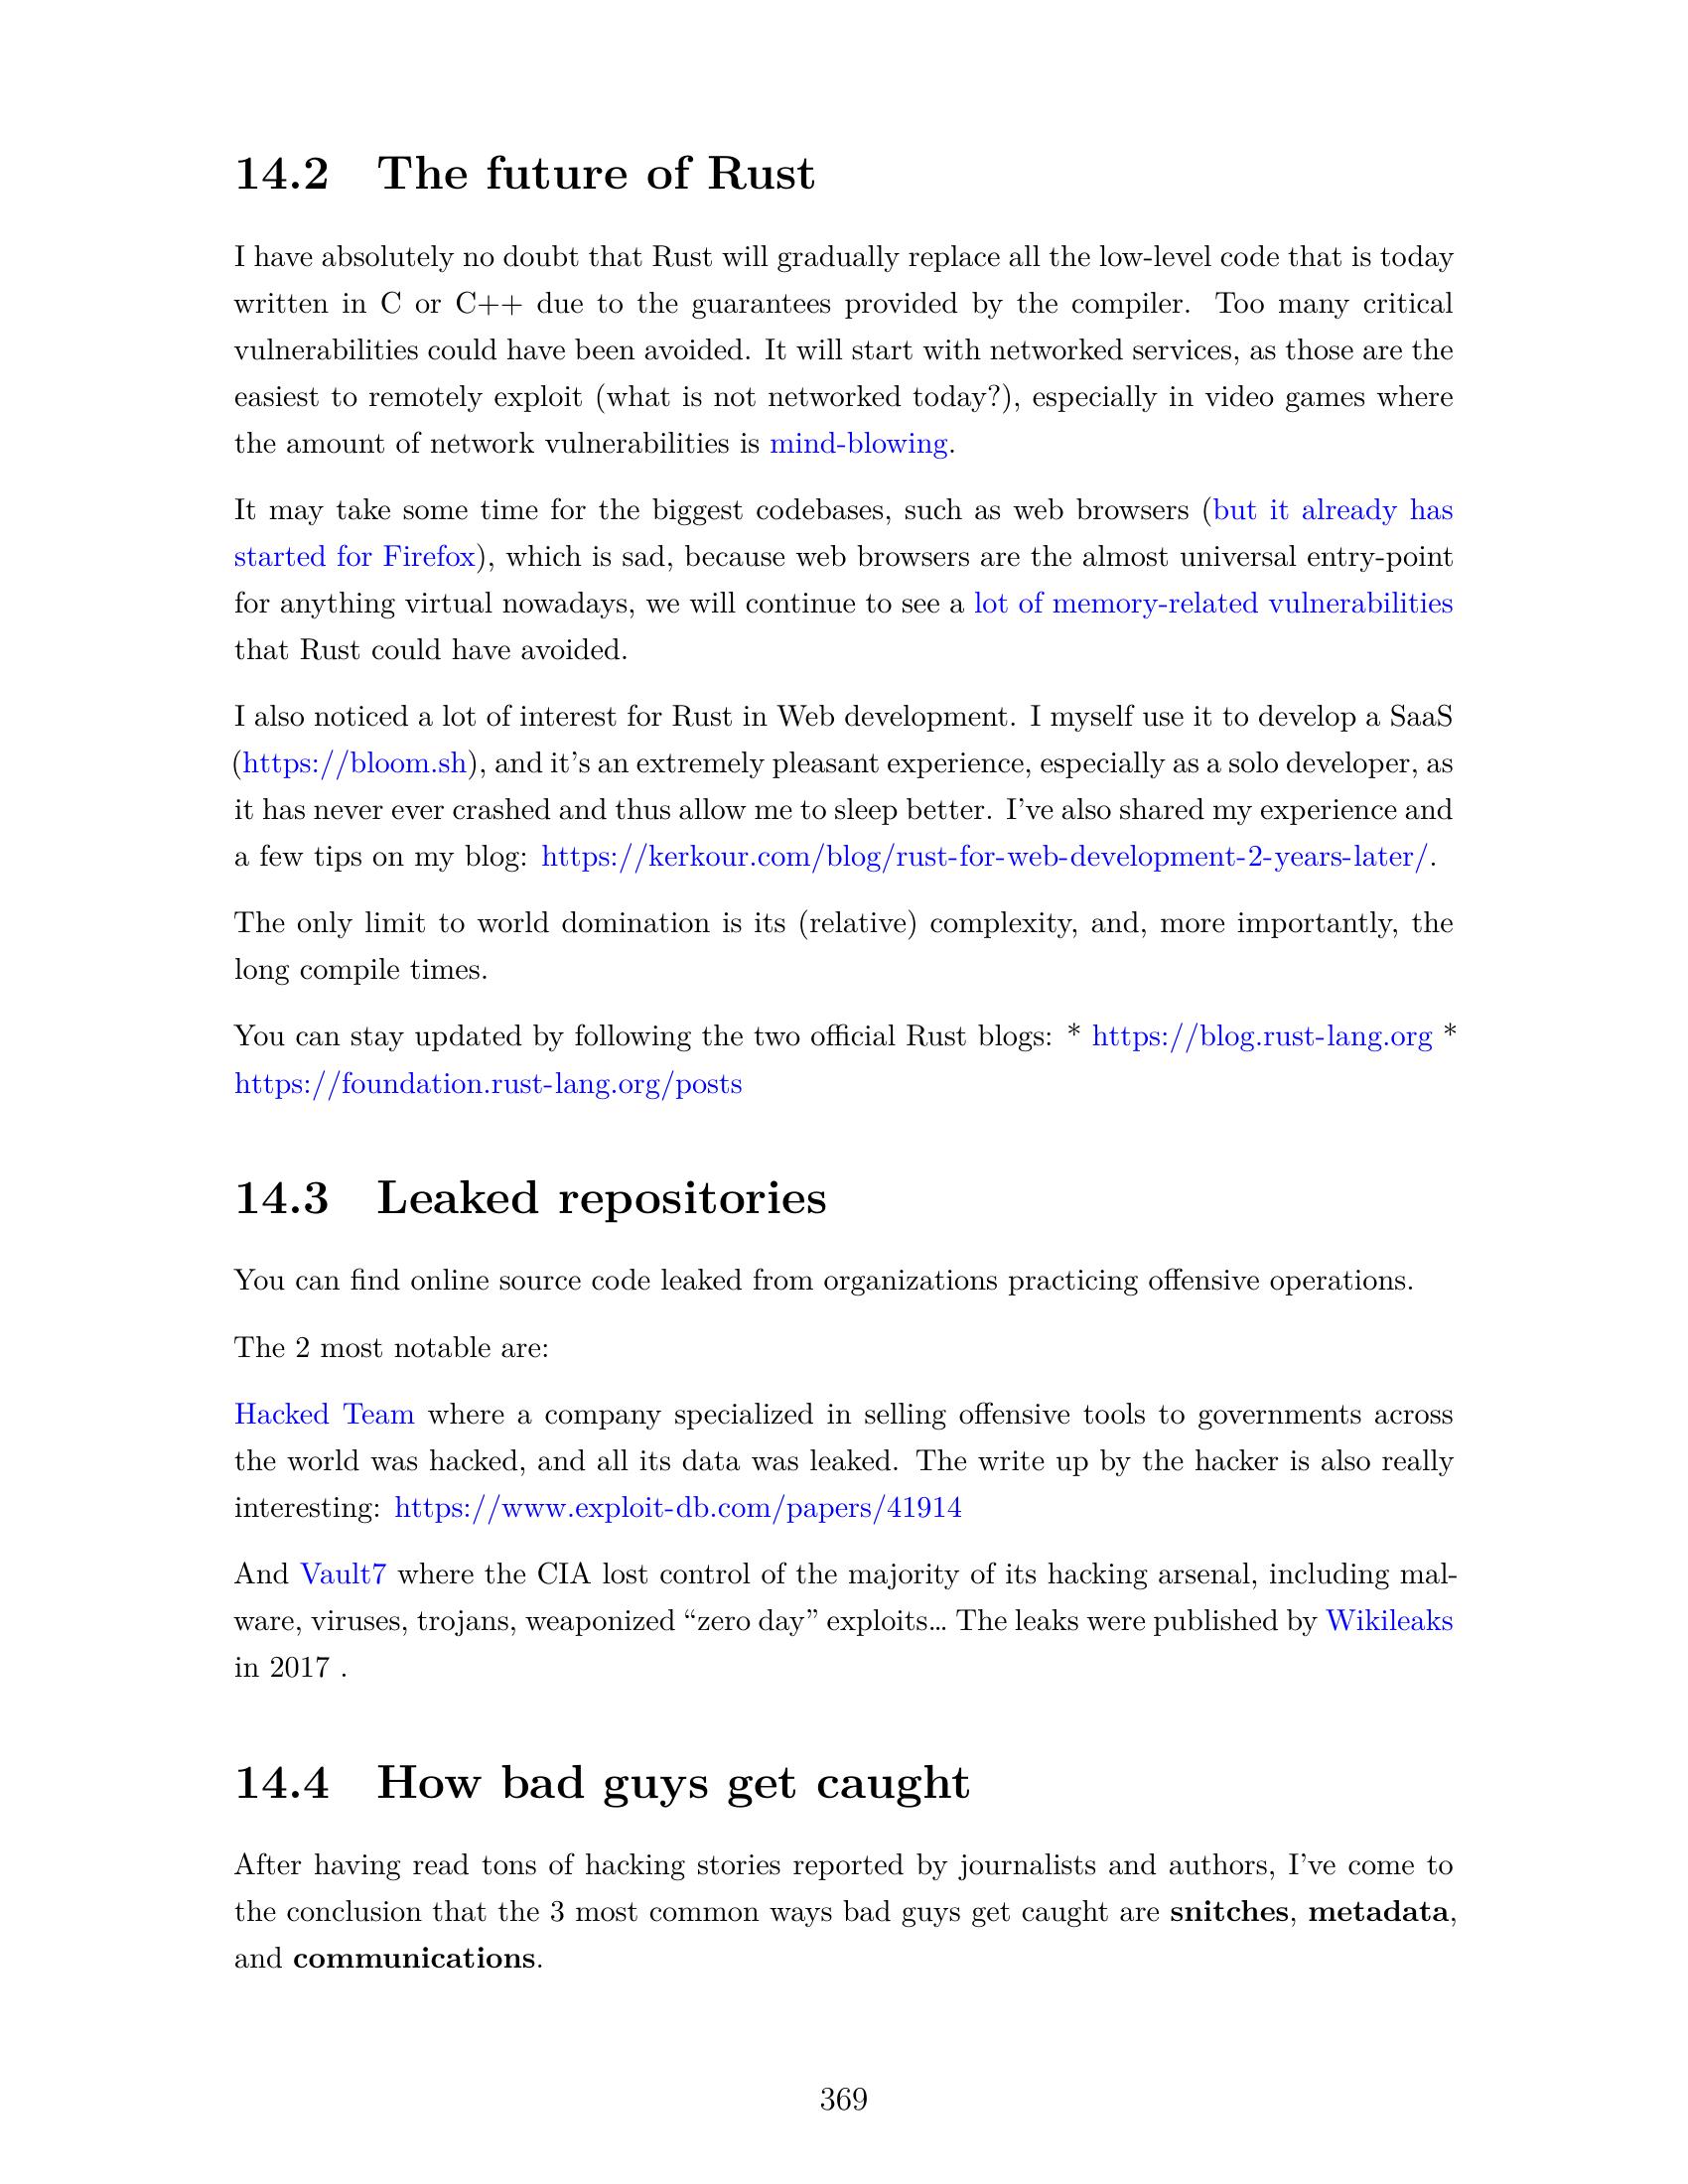 14.2 The future of Rust
I have absolutely no doubt that Rust will gradually replace all the low-level code that is today
written in C or C++ due to the guarantees provided by the compiler. Too many critical
vulnerabilities could have been avoided. It will start with networked services, as those are the
easiest to remotely exploit (what is not networked today?), especially in video games where
the amount of network vulnerabilities is mind-blowing.
It may take some time for the biggest codebases, such as web browsers (but it already has
started for Firefox), which is sad, because web browsers are the almost universal entry-point
for anything virtual nowadays, we will continue to see a lot of memory-related vulnerabilities
that Rust could have avoided.
I also noticed a lot of interest for Rust in Web development. I myself use it to develop a SaaS
(https://bloom.sh), and it’s an extremely pleasant experience, especially as a solo developer, as
it has never ever crashed and thus allow me to sleep better. I’ve also shared my experience and
a few tips on my blog: https://kerkour.com/blog/rust-for-web-development-2-years-later/.
The only limit to world domination is its (relative) complexity, and, more importantly, the
long compile times.
You can stay updated by following the two official Rust blogs: * https://blog.rust-lang.org *
https://foundation.rust-lang.org/posts
14.3 Leaked repositories
You can find online source code leaked from organizations practicing offensive operations.
The 2 most notable are:
Hacked Team where a company specialized in selling offensive tools to governments across
the world was hacked, and all its data was leaked. The write up by the hacker is also really
interesting: https://www.exploit-db.com/papers/41914
And Vault7 where the CIA lost control of the majority of its hacking arsenal, including mal-
ware, viruses, trojans, weaponized “zero day” exploits… The leaks were published by Wikileaks
in 2017 .
14.4 How bad guys get caught
After having read tons of hacking stories reported by journalists and authors, I’ve come to
the conclusion that the 3 most common ways bad guys get caught are snitches, metadata,
and communications.
369